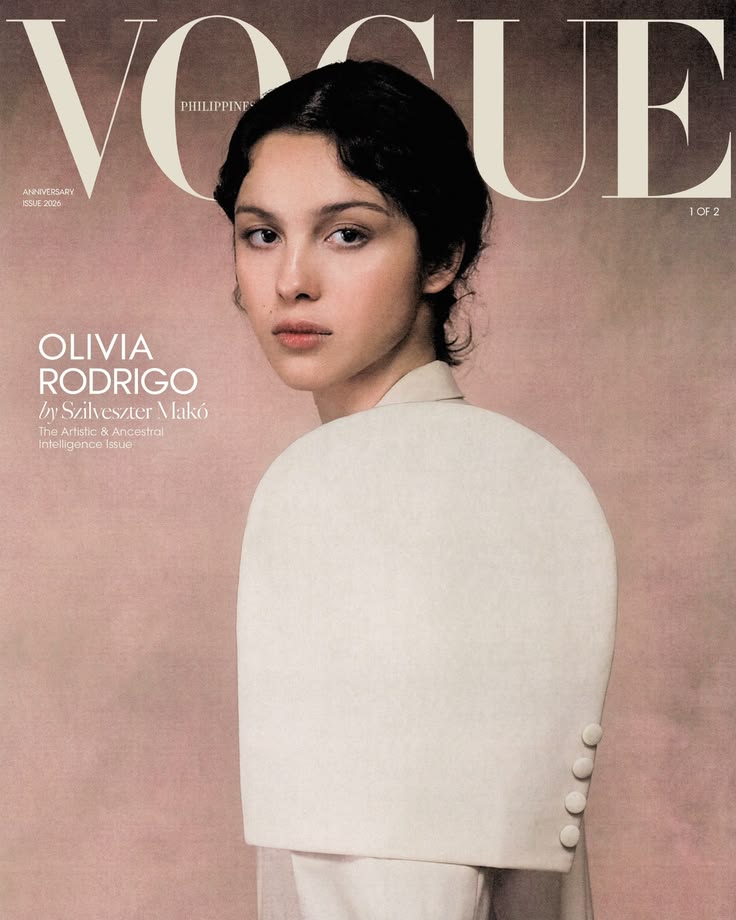 VOGUE
PHILIPPINES
ANNIVERSARY
ISSUE 2026
1 OF 2
OLIVIA
RODRIGO
by Szilveszter Makó
The Artistic & Ancestral
Intelligence Issue